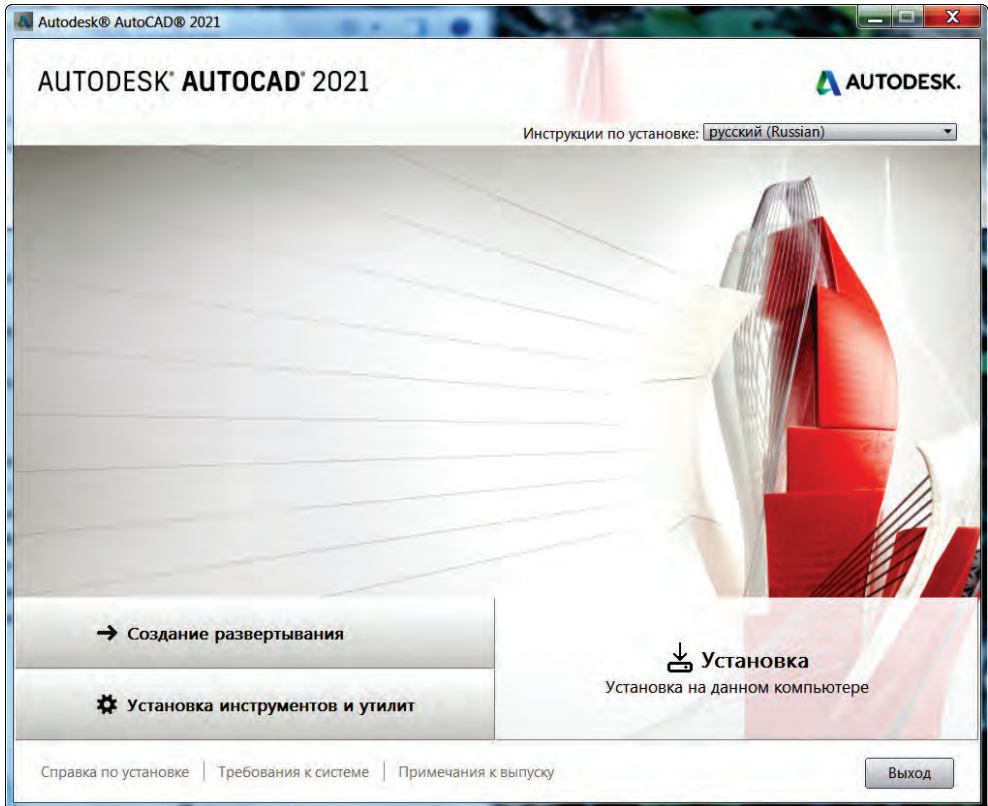 Autodesk® AutoCAD® 2021
AUTODESK® AUTOCAD® 2021
AUTODESK.
Инструкции по установке: русский (Russian)
Создание развертывания
Установка инструментов и утилит
Установка
Установка на данном компьютере
Справка по установке | Требования к системе | Примечания к выпуску
Выход